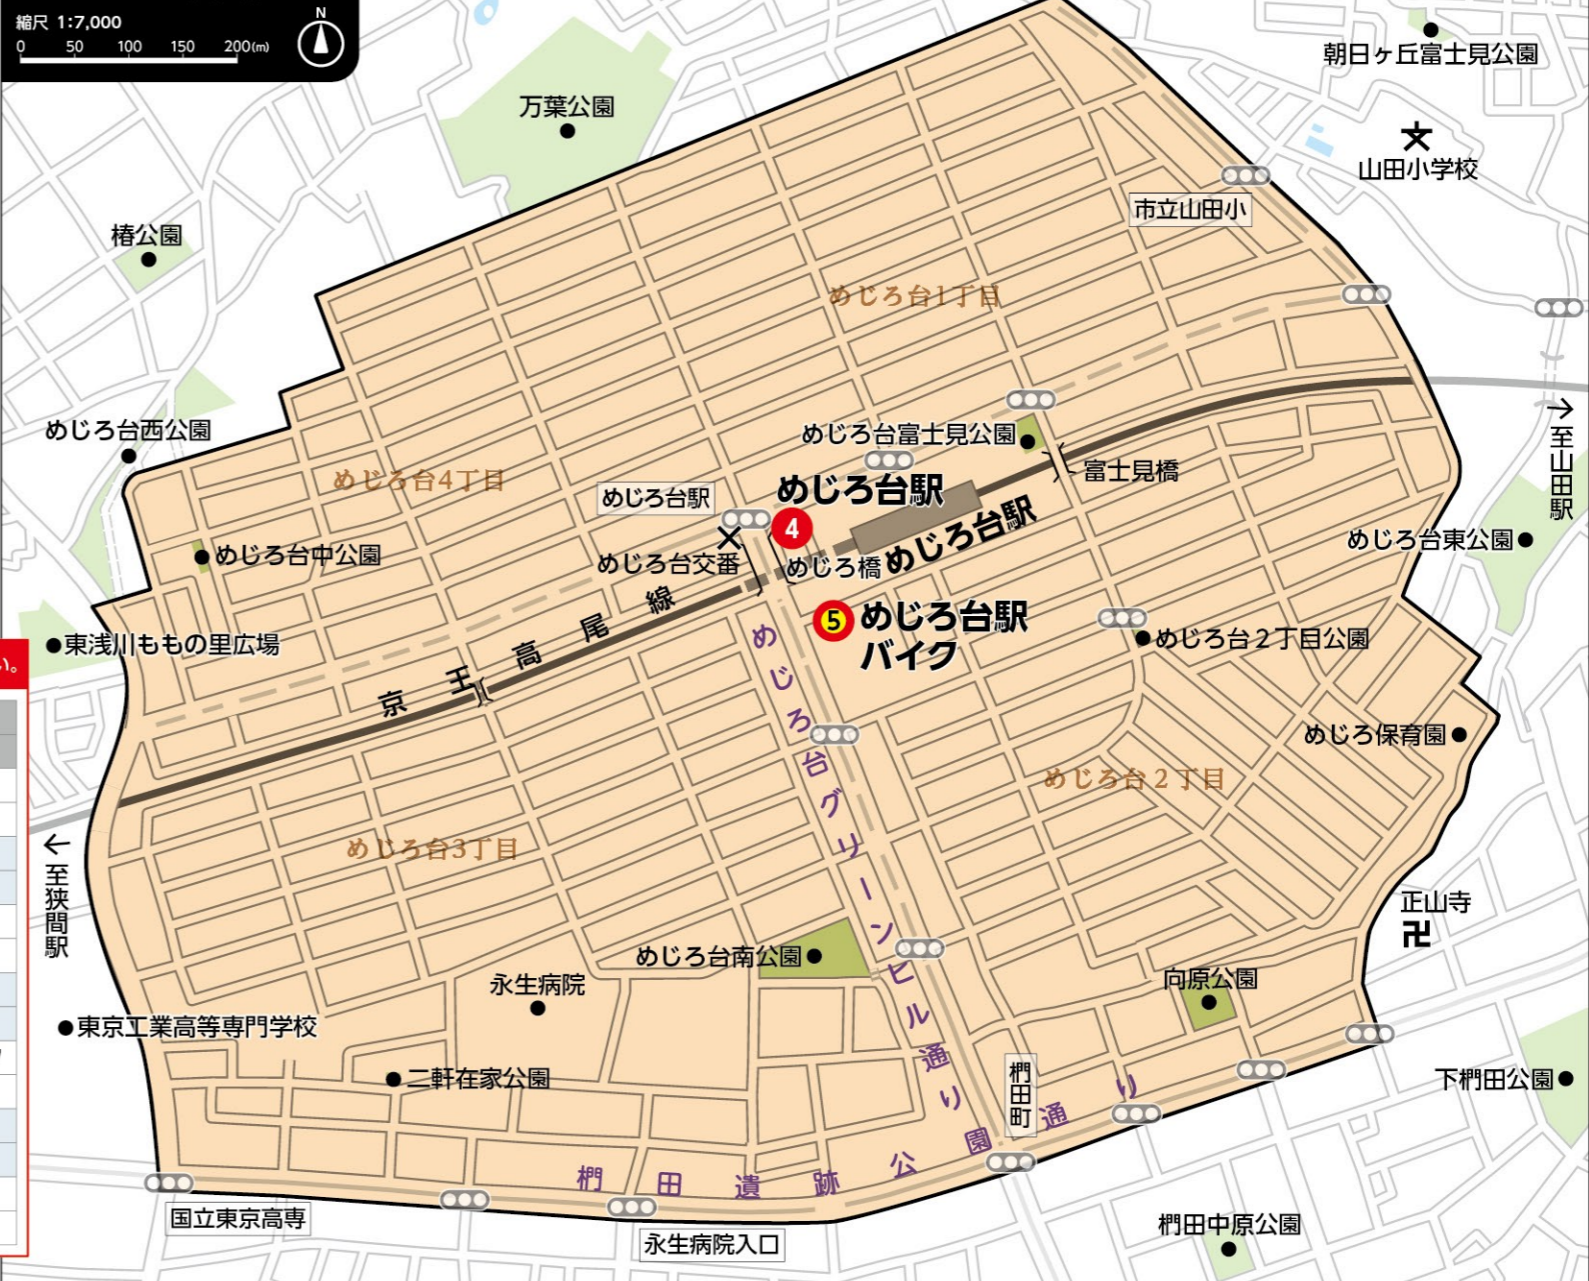 縮尺 1:7,000
0 50 100 150 200(m)
N
朝日ヶ丘富士見公園
万葉公園
文
山田小学校
市立山田小
椿公園
めじろ台1丁目
めじろ台西公園
めじろ台富士見公園
至山田駅
富士見橋
めじろ台4丁目
めじろ台駅
めじろ台駅
4
めじろ台駅
めじろ台東公園
めじろ台中公園
めじろ台交番
めじろ橋
京王高尾線
5
めじろ台駅
バイク
めじろ台2丁目公園
東浅川ももの里広場
い。
めじろ保育園
めじろ台2丁目
めじろ台グリーンヒル通り
めじろ台3丁目
至狭間駅
正山寺
卍
めじろ台南公園
永生病院
向原公園
東京工業高等専門学校
二軒在家公園
椚田町
下椚田公園
椚田遺跡公園通り
国立東京高専
永生病院入口
椚田中原公園